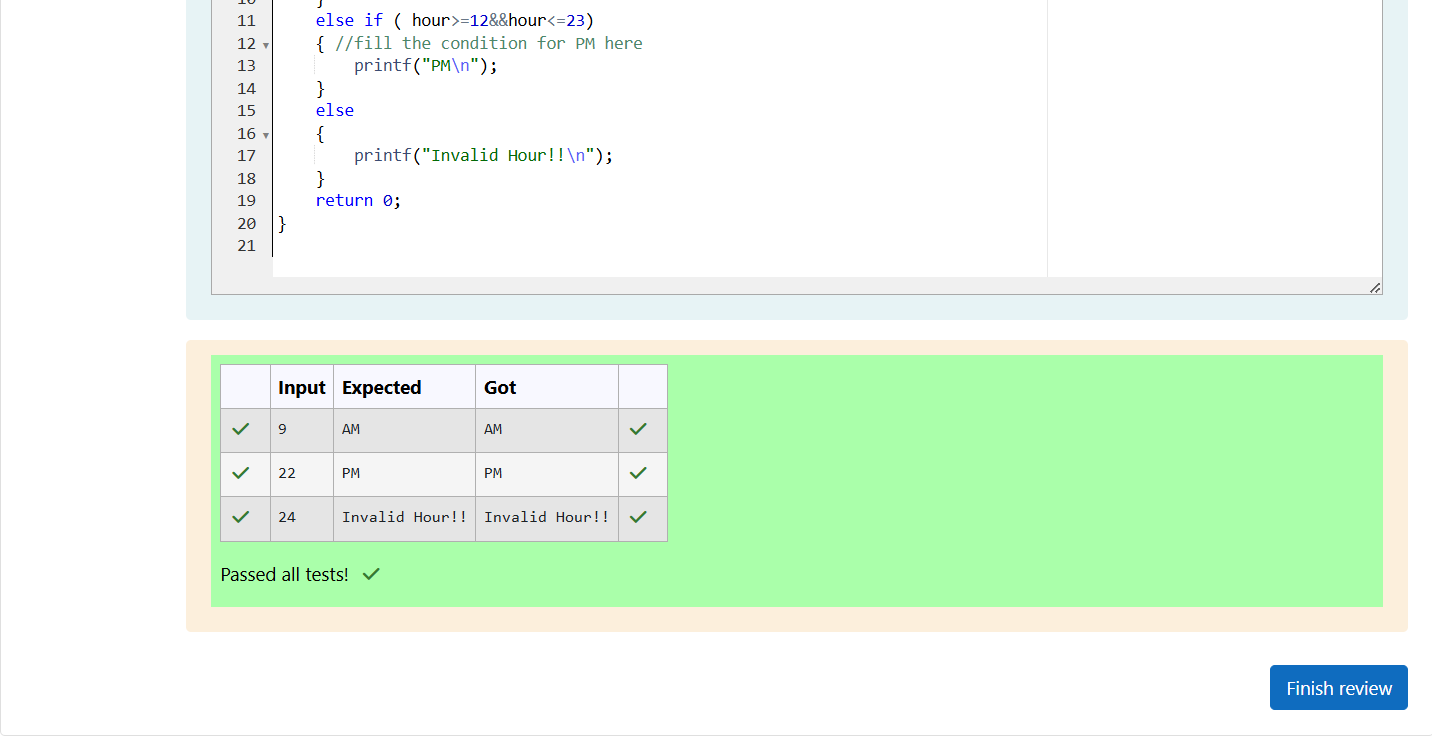 10 }
11 else if ( hour>=12&&hour<=23)
12 { //fill the condition for PM here
13 printf("PM\n");
14 }
15 else
16 {
17 printf("Invalid Hour!!\n");
18 }
19 return 0;
20 }
21
Input Expected Got
9 AM AM
22 PM PM
24 Invalid Hour!! Invalid Hour!!
Passed all tests!
Finish review